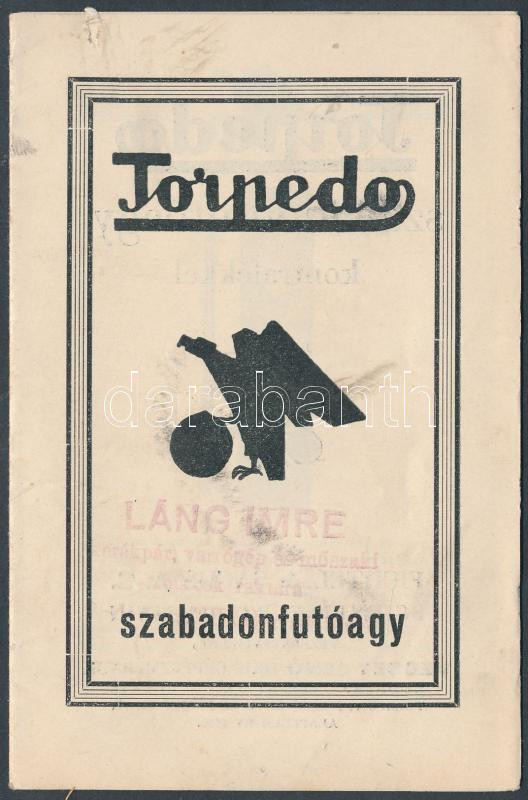 Torpedo
darabanth
LÁNG IMRE
kerékpár, varrógép és műszaki
szabadonfutóagy